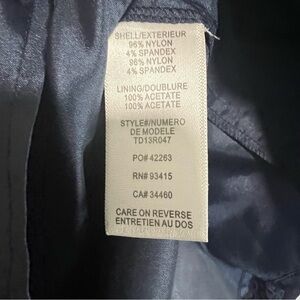 SHELL/EXTERIEUR
96% NYLON
4% SPANDEX
96% NYLON
4% SPANDEX
LINING/DOUBLURE
100% ACETATE
100% ACETATE
STYLE#/NUMERO
DE MODELE
TD13R047
PO# 42263
RN# 93415
CA# 34460
CARE ON REVERSE
ENTRETIEN AU DOS